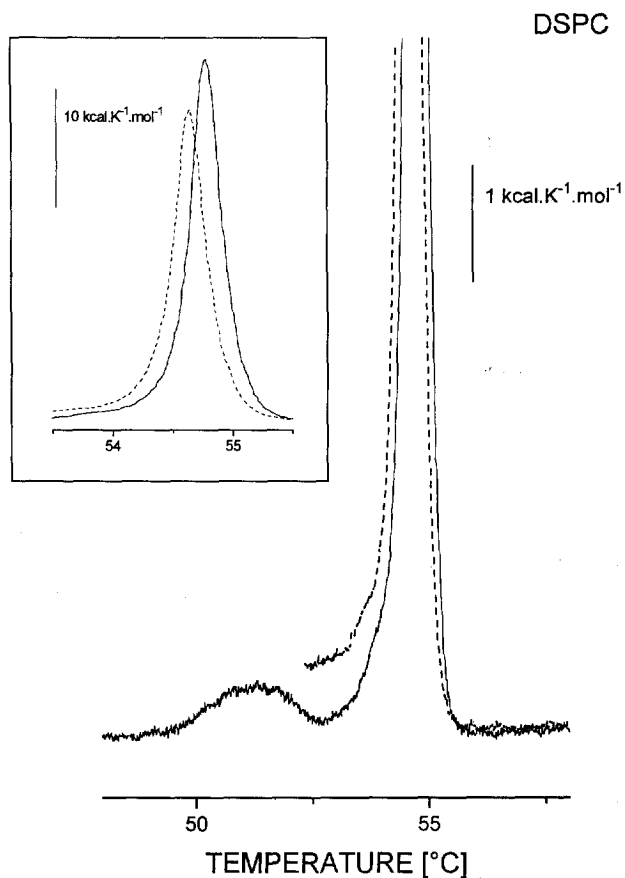 DSPC
10 kcal.K⁻¹.mol⁻¹
1 kcal.K⁻¹.mol⁻¹
54 55
50 55
TEMPERATURE [°C]